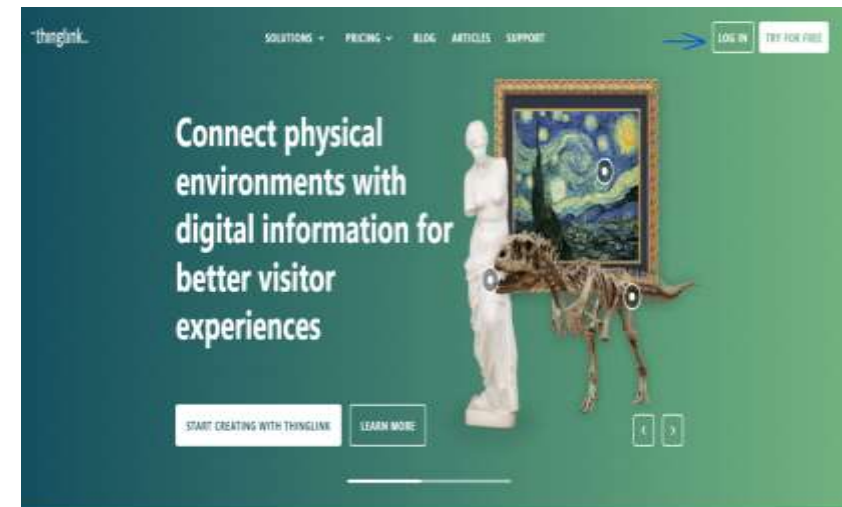 thinglink..
SOLUTIONS
PRICING
BLOG
ARTICLES
SUPPORT
LOG IN
TRY FOR FREE
Connect physical
environments with
digital information for
better visitor
experiences
START CREATING WITH THINGLINK
LEARN MORE